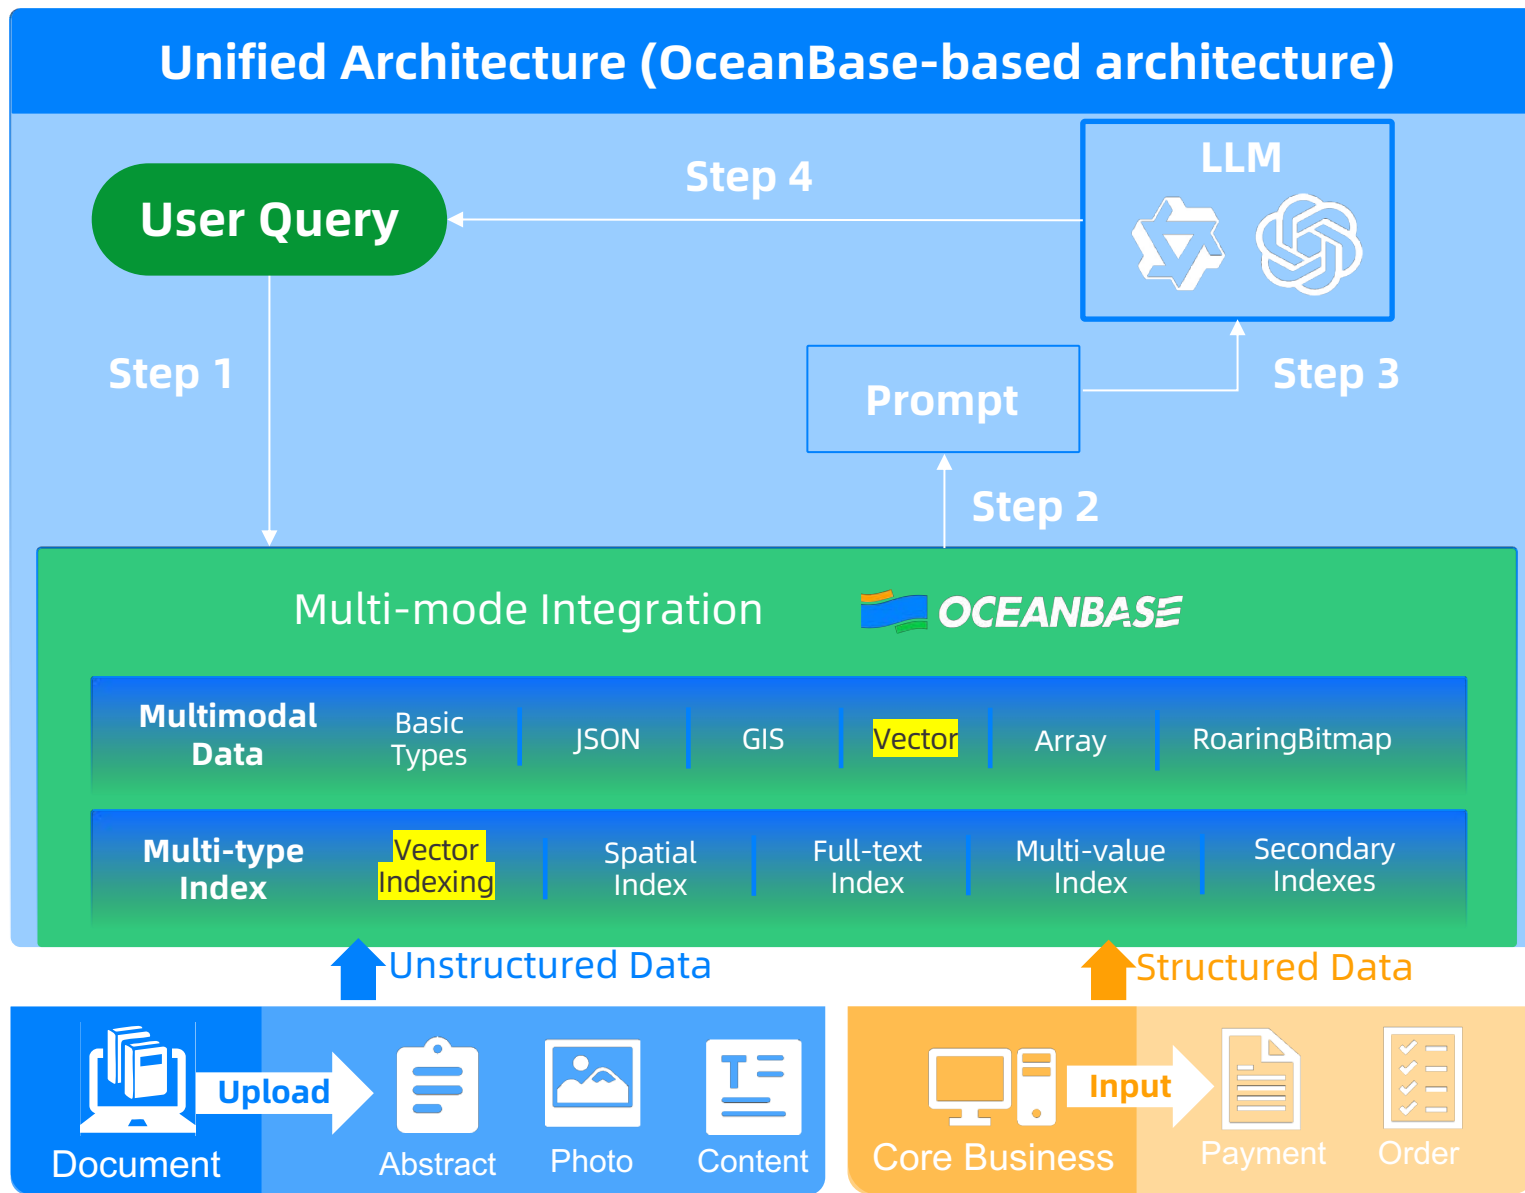 Unified Architecture (OceanBase-based architecture)
LLM
Step 4
User Query
Step 1
Prompt
Step 3
Step 2
Multi-mode Integration
OCEANBASE
Multimodal
Data
Basic
Types
JSON
GIS
Vector
Array
RoaringBitmap
Multi-type
Index
Vector
Indexing
Spatial
Index
Full-text
Index
Multi-value
Index
Secondary
Indexes
Unstructured Data
Structured Data
Upload
T
Input
Document
Abstract
Photo
Content
Core Business
Payment
Order